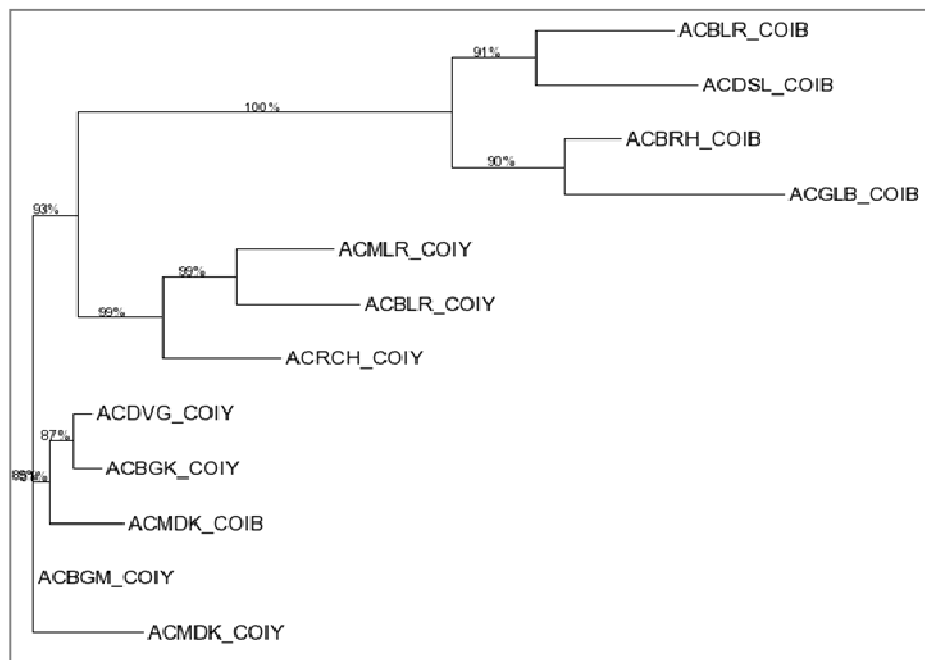 ACBLR_COIB
91%
ACDSL_COIB
100%
ACBRH_COIB
90%
ACGLB_COIB
93%
ACMLR_COIY
99%
ACBLR_COIY
99%
ACRCH_COIY
ACDVG_COIY
87%
ACBGK_COIY
ACMDK_COIB
ACBGM_COIY
ACMDK_COIY